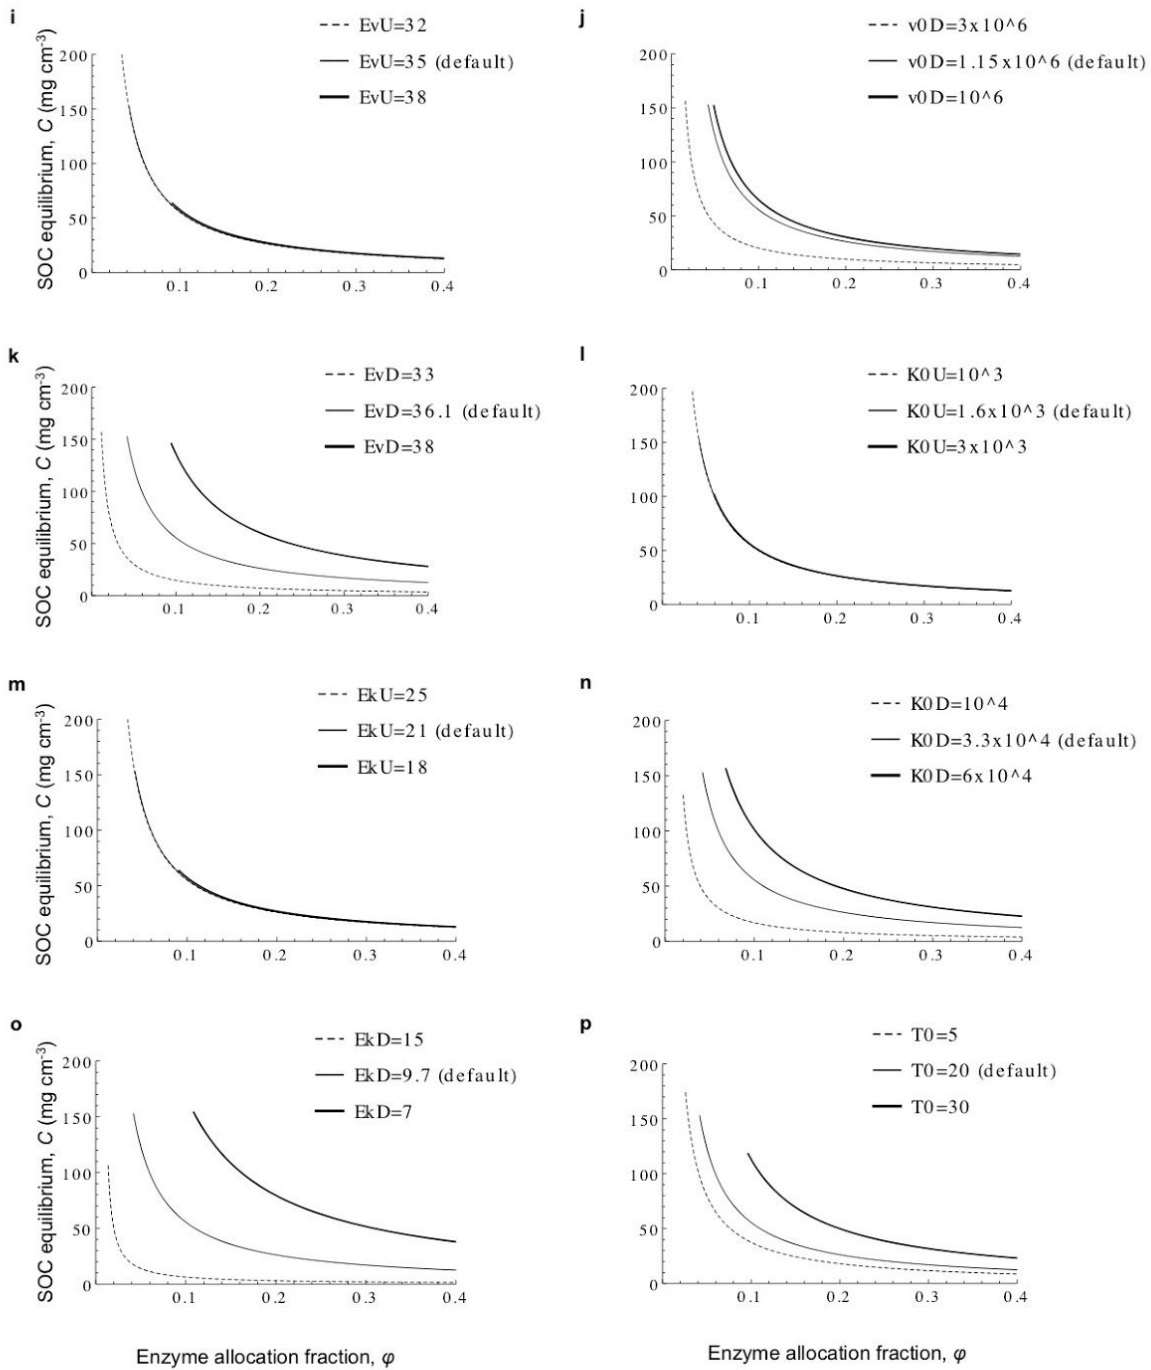 i
EvU=32
EvU=35 (default)
EvU=38
SOC equilibrium, C (mg cm-3)
200
150
100
50
0
0.1
0.2
0.3
0.4
j
v0D=3x10^6
v0D=1.15x10^6 (default)
v0D=10^6
200
150
100
50
0
0.1
0.2
0.3
0.4
k
EvD=33
EvD=36.1 (default)
EvD=38
SOC equilibrium, C (mg cm-3)
200
150
100
50
0
0.1
0.2
0.3
0.4
l
K0U=10^3
K0U=1.6x10^3 (default)
K0U=3x10^3
200
150
100
50
0
0.1
0.2
0.3
0.4
m
EkU=25
EkU=21 (default)
EkU=18
SOC equilibrium, C (mg cm-3)
200
150
100
50
0
0.1
0.2
0.3
0.4
n
K0D=10^4
K0D=3.3x10^4 (default)
K0D=6x10^4
200
150
100
50
0
0.1
0.2
0.3
0.4
o
EkD=15
EkD=9.7 (default)
EkD=7
SOC equilibrium, C (mg cm-3)
200
150
100
50
0
0.1
0.2
0.3
0.4
Enzyme allocation fraction, φ
p
T0=5
T0=20 (default)
T0=30
200
150
100
50
0
0.1
0.2
0.3
0.4
Enzyme allocation fraction, φ